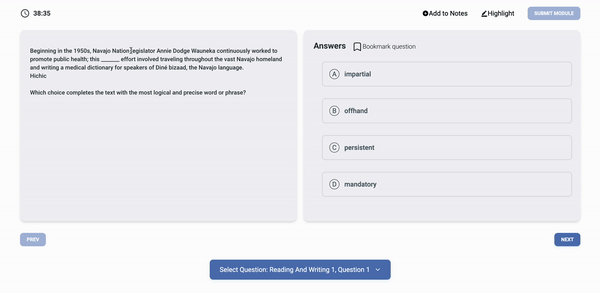 38:35
Add to Notes
Highlight
SUBMIT MODULE
Beginning in the 1950s, Navajo Nation legislator Annie Dodge Wauneka continuously worked to
promote public health; this ______ effort involved traveling throughout the vast Navajo homeland
and writing a medical dictionary for speakers of Diné bizaad, the Navajo language.
Hichic
Which choice completes the text with the most logical and precise word or phrase?
Answers
Bookmark question
A impartial
B offhand
C persistent
D mandatory
PREV
NEXT
Select Question: Reading And Writing 1, Question 1